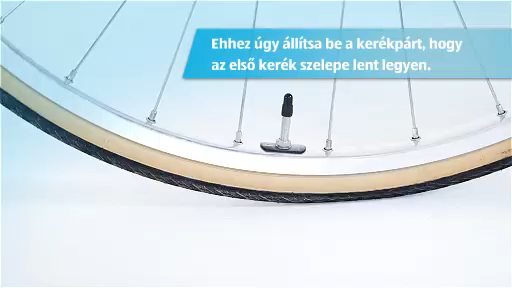 Ehhez úgy állítsa be a kerékpárt, hogy
az első kerék szelepe lent legyen.